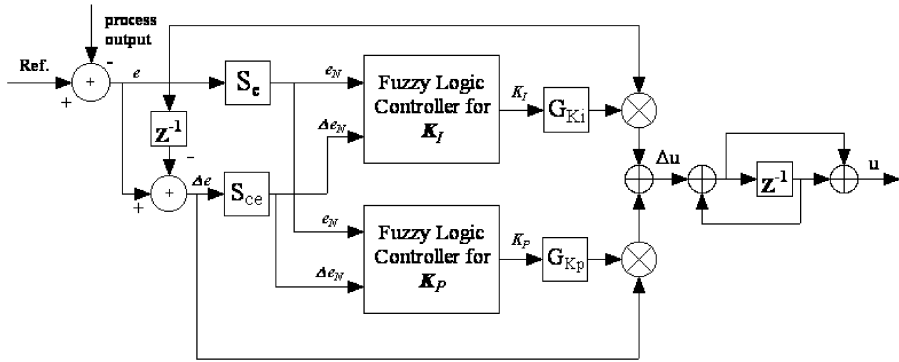 process
output
Ref.
-
+
+
e
S_e
e_N
Fuzzy Logic
Controller for
K_I
K_I
G_Ki
Z^-1
Δe_N
-
+
+
Δe
S_ce
Δu
Z^-1
u
e_N
Fuzzy Logic
Controller for
K_P
K_P
G_Kp
Δe_N